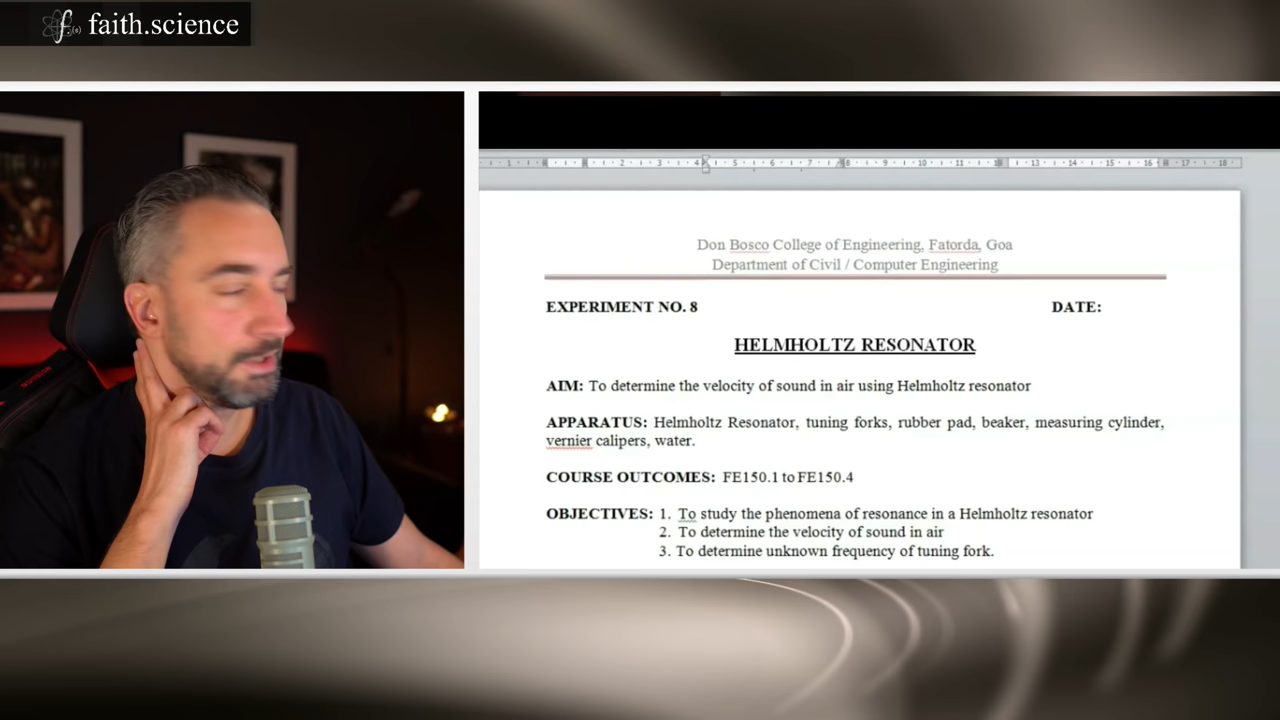 faith.science
Don Bosco College of Engineering, Fatorda, Goa
Department of Civil / Computer Engineering
EXPERIMENT NO. 8 DATE:
HELMHOLTZ RESONATOR
AIM: To determine the velocity of sound in air using Helmholtz resonator
APPARATUS: Helmholtz Resonator, tuning forks, rubber pad, beaker, measuring cylinder,
vernier calipers, water.
COURSE OUTCOMES: FE150.1 to FE150.4
OBJECTIVES: 1. To study the phenomena of resonance in a Helmholtz resonator
2. To determine the velocity of sound in air
3. To determine unknown frequency of tuning fork.